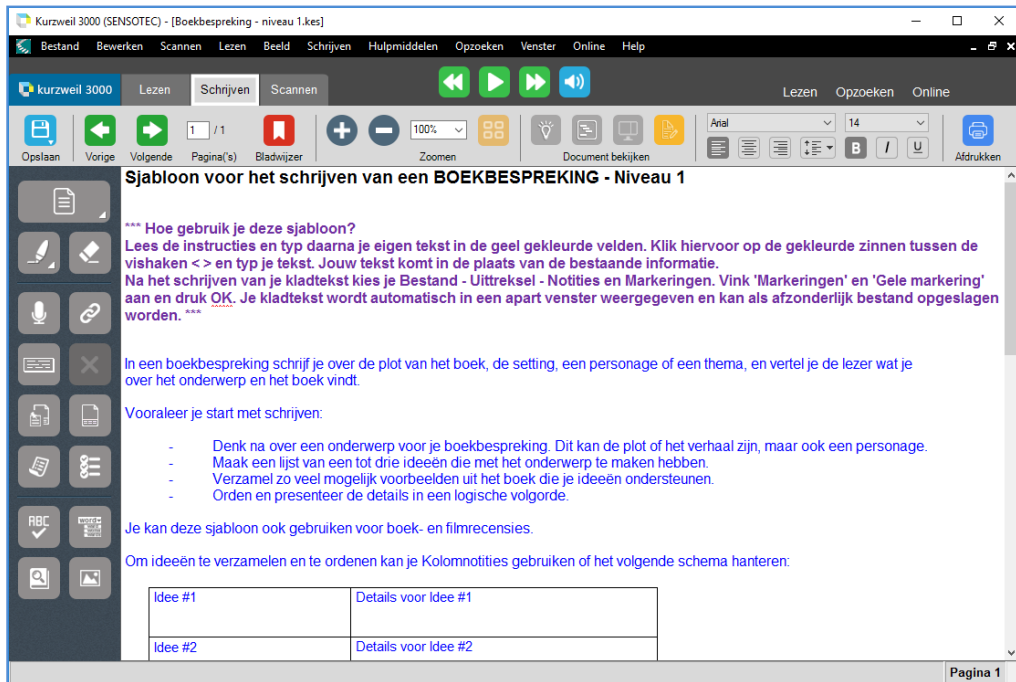 Kurzweil 3000 (SENSOTEC) - [Boekbespreking - niveau 1.kes]
Bestand Bewerken Scannen Lezen Beeld Schrijven Hulpmiddelen Opzoeken Venster Online Help
kurzweil 3000 Lezen Schrijven Scannen Lezen Opzoeken Online
1 / 1 100% Arial 14
B I U
Opslaan Vorige Volgende Pagina('s) Bladwijzer Zoomen Document bekijken Afdrukken
Sjabloon voor het schrijven van een BOEKBESPREKING - Niveau 1
*** Hoe gebruik je deze sjabloon?
Lees de instructies en typ daarna je eigen tekst in de geel gekleurde velden. Klik hiervoor op de gekleurde zinnen tussen de
vishaken < > en typ je tekst. Jouw tekst komt in de plaats van de bestaande informatie.
Na het schrijven van je kladtekst kies je Bestand - Uittreksel - Notities en Markeringen. Vink 'Markeringen' en 'Gele markering'
aan en druk OK. Je kladtekst wordt automatisch in een apart venster weergegeven en kan als afzonderlijk bestand opgeslagen
worden. ***
In een boekbespreking schrijf je over de plot van het boek, de setting, een personage of een thema, en vertel je de lezer wat je
over het onderwerp en het boek vindt.
Vooraleer je start met schrijven:
- Denk na over een onderwerp voor je boekbespreking. Dit kan de plot of het verhaal zijn, maar ook een personage.
- Maak een lijst van een tot drie ideeën die met het onderwerp te maken hebben.
- Verzamel zo veel mogelijk voorbeelden uit het boek die je ideeën ondersteunen.
- Orden en presenteer de details in een logische volgorde.
Je kan deze sjabloon ook gebruiken voor boek- en filmrecensies.
Om ideeën te verzamelen en te ordenen kan je Kolomnotities gebruiken of het volgende schema hanteren:
Idee #1 Details voor Idee #1
Idee #2 Details voor Idee #2
ABC
Pagina 1